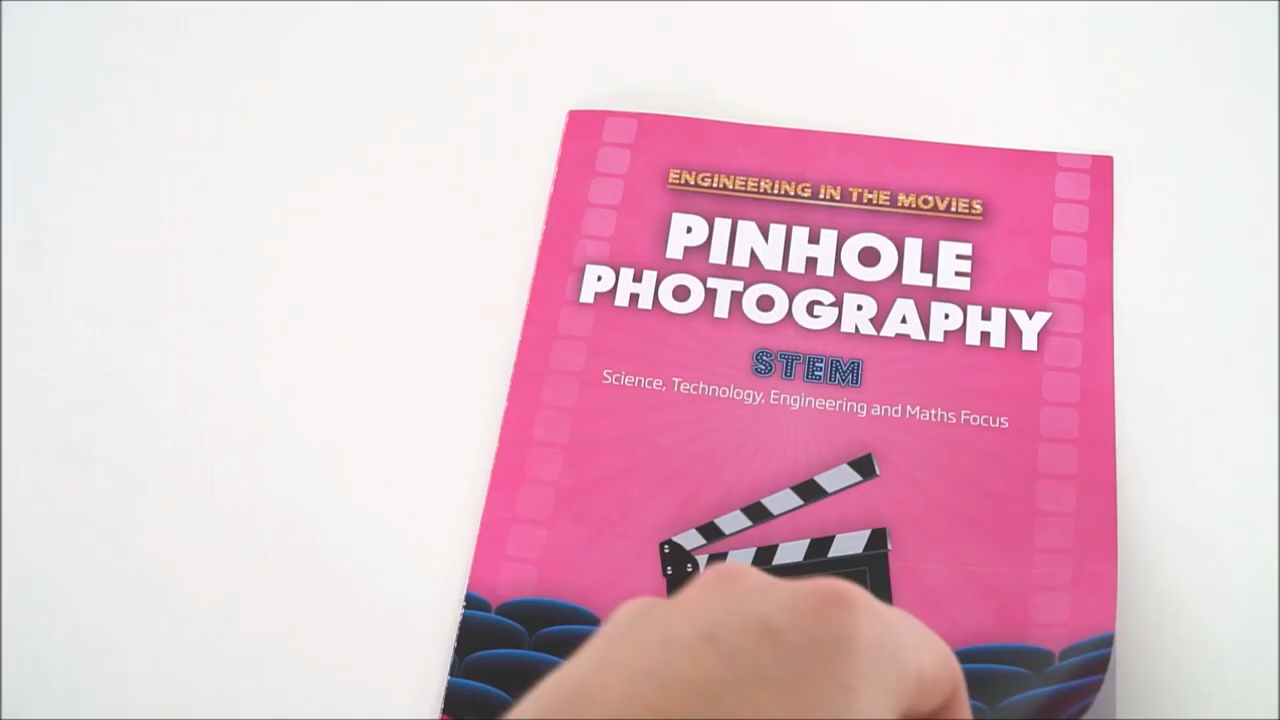 ENGINEERING IN THE MOVIES
PINHOLE
PHOTOGRAPHY
STEM
Science, Technology, Engineering and Maths Focus